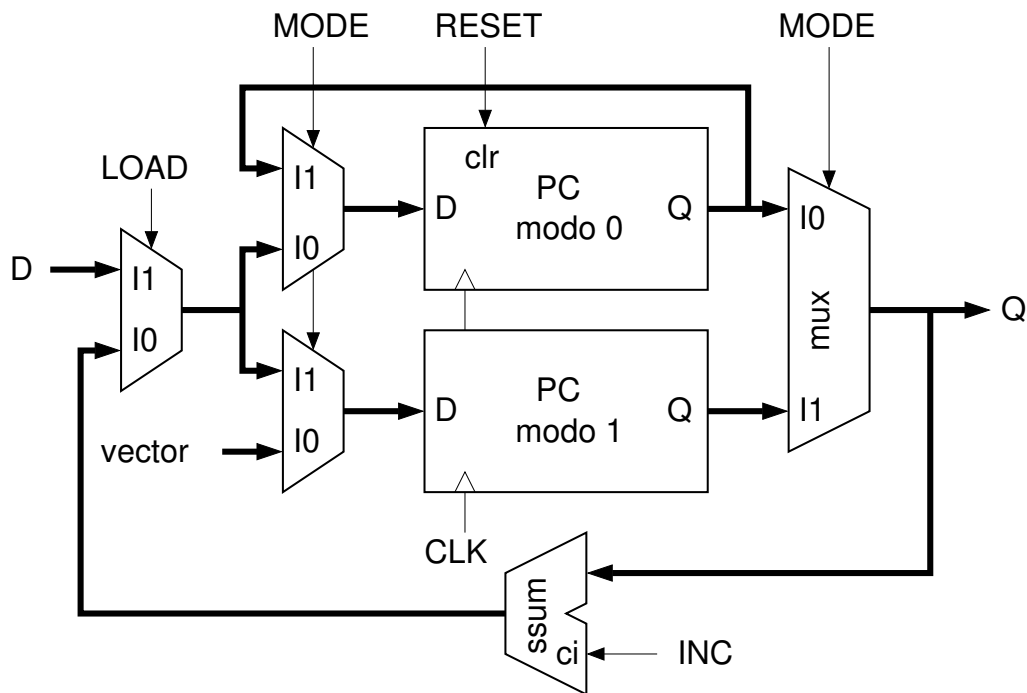 MODE
RESET
MODE
LOAD
clr
I1
D
PC
modo 0
Q
I0
I0
D
I1
I0
mux
Q
I1
D
PC
modo 1
Q
I1
vector
I0
CLK
ssum
ci
INC